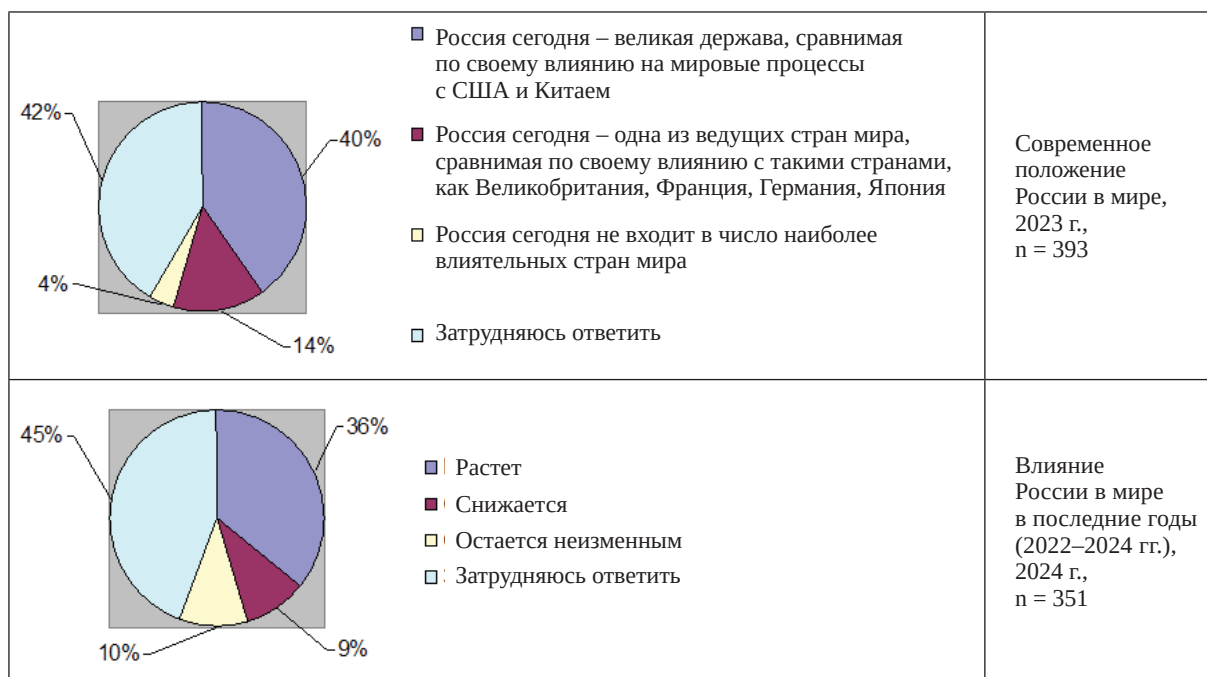 Россия сегодня – великая держава, сравнимая
по своему влиянию на мировые процессы
с США и Китаем
42%
40%
Россия сегодня – одна из ведущих стран мира,
сравнимая по своему влиянию с такими странами,
как Великобритания, Франция, Германия, Япония
Россия сегодня не входит в число наиболее
влиятельных стран мира
4%
14%
Затрудняюсь ответить
Современное
положение
России в мире,
2023 г.,
n = 393
45%
36%
Растет
Снижается
Остается неизменным
Затрудняюсь ответить
10%
9%
Влияние
России в мире
в последние годы
(2022–2024 гг.),
2024 г.,
n = 351